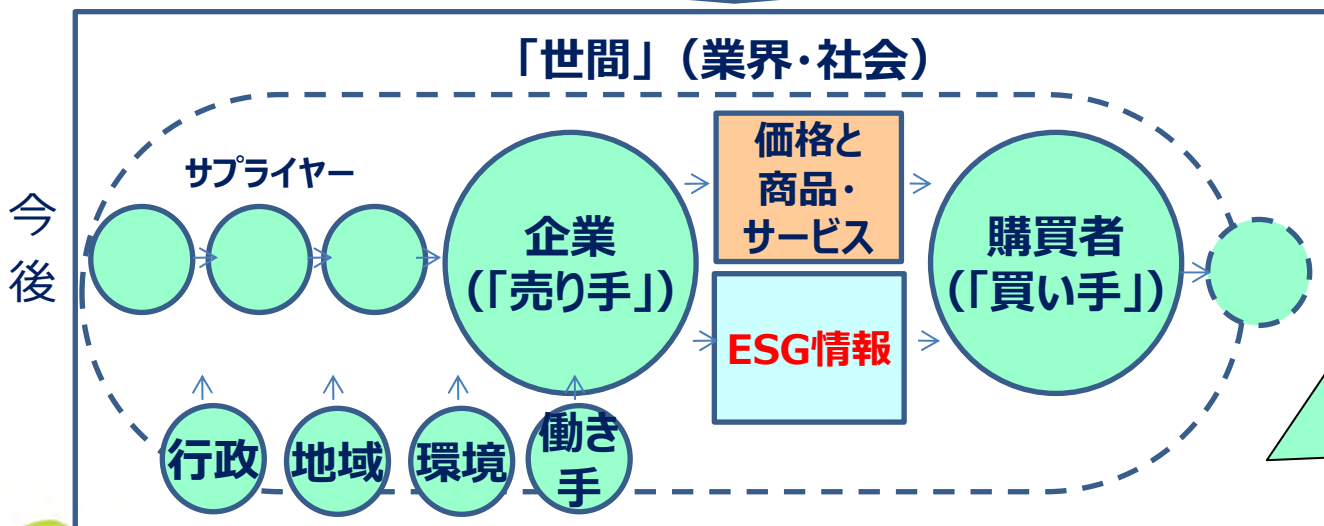 「世間」（業界・社会）
今
後
サプライヤー
企業
（「売り手」）
価格と
商品・
サービス
ESG情報
購買者
（「買い手」）
行政
地域
環境
働き
手